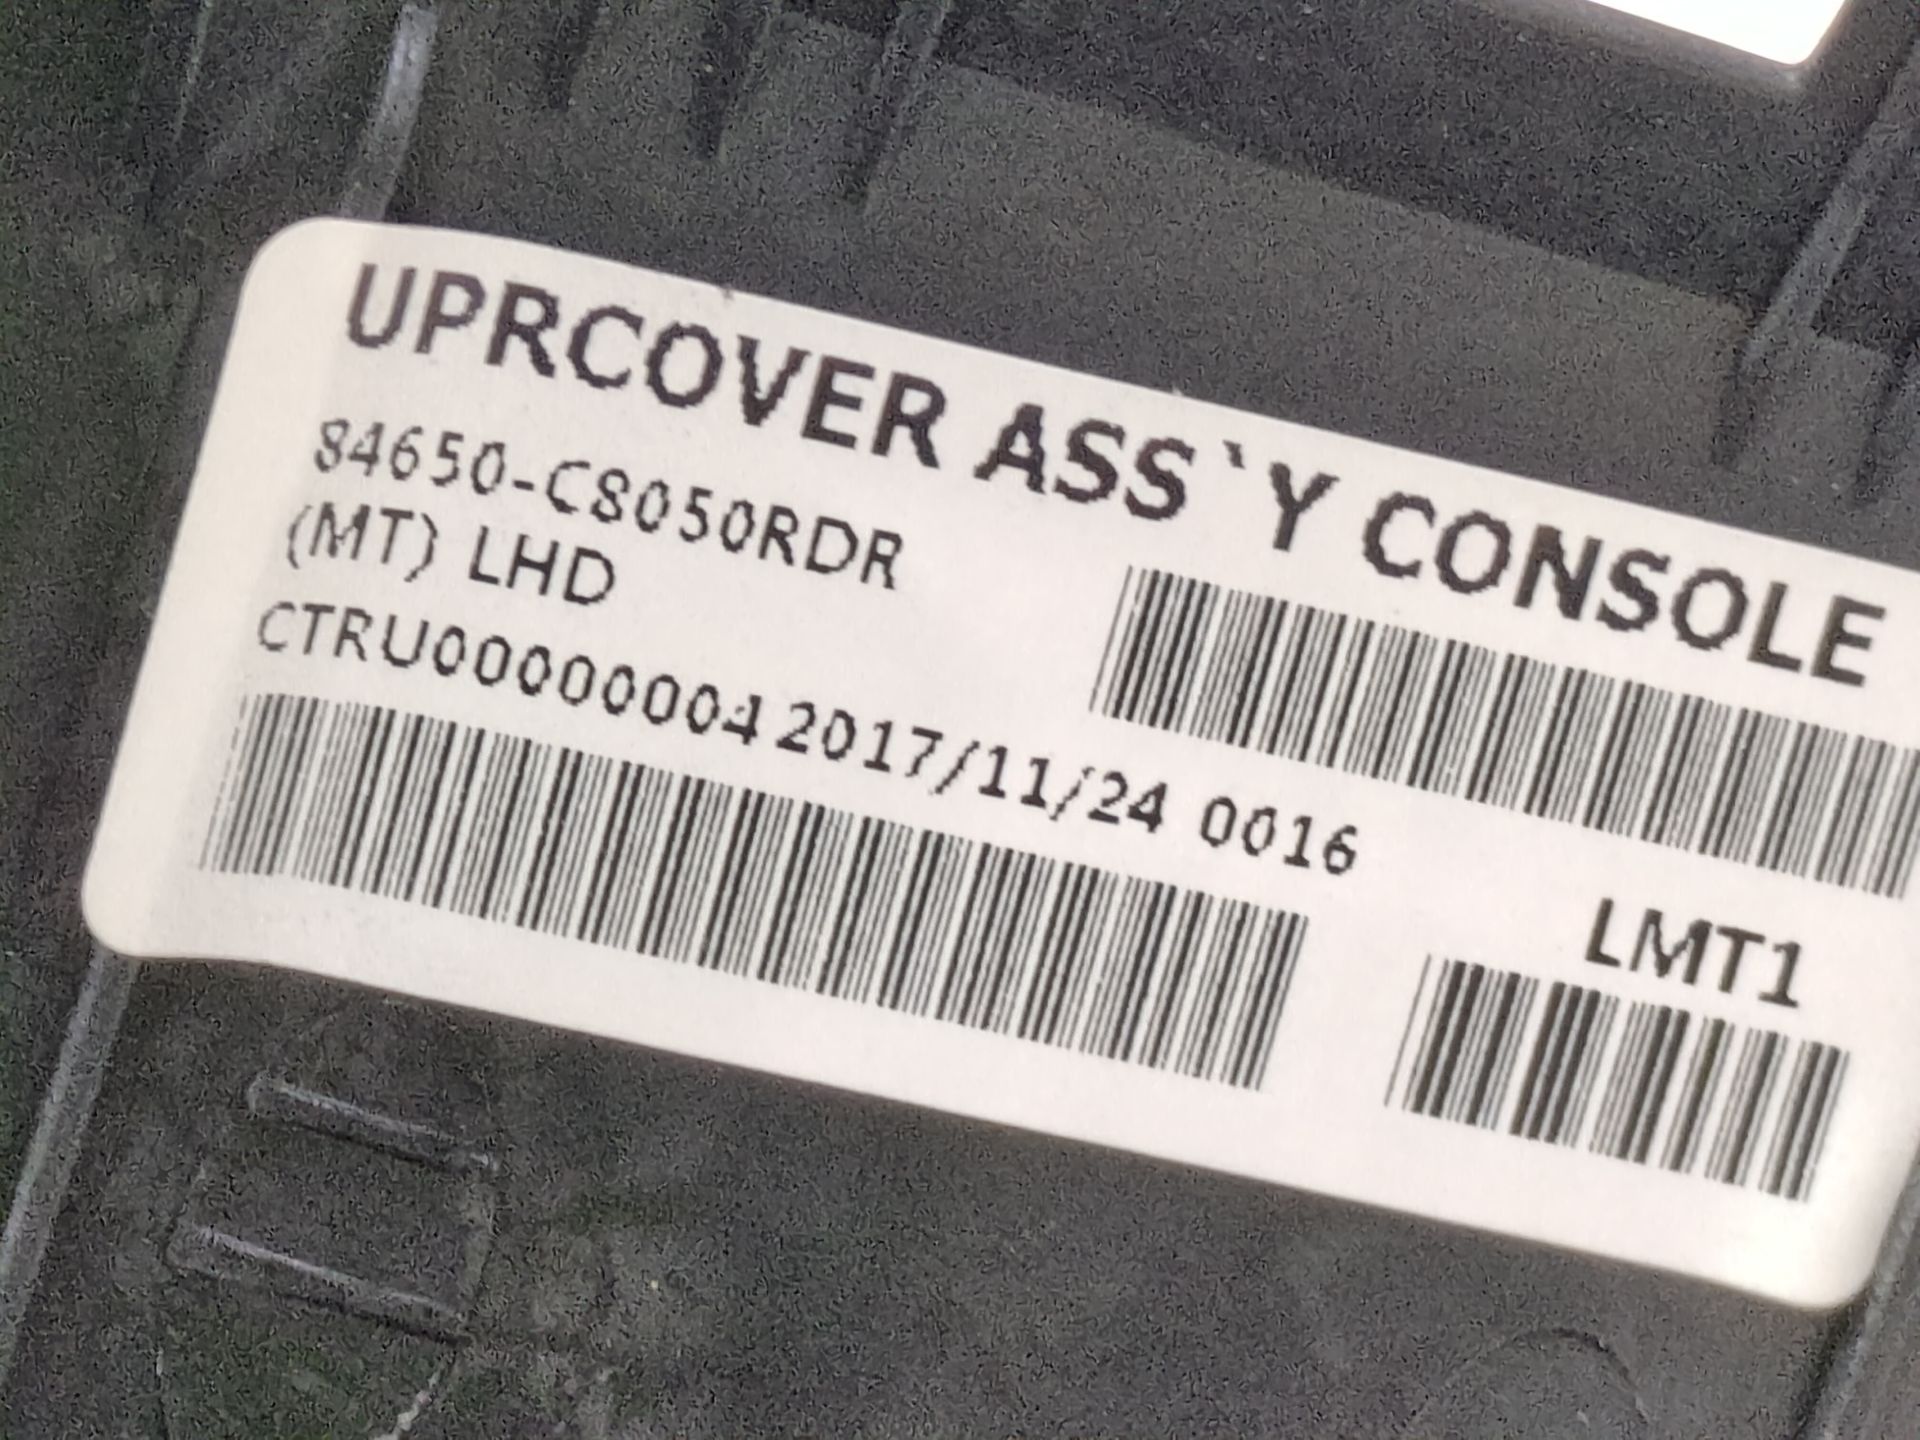 UPRCOVER ASS`Y CONSOLE
84650-C8050RDR
(MT) LHD
CTRU00000004 2017/11/24 0016
LMT1